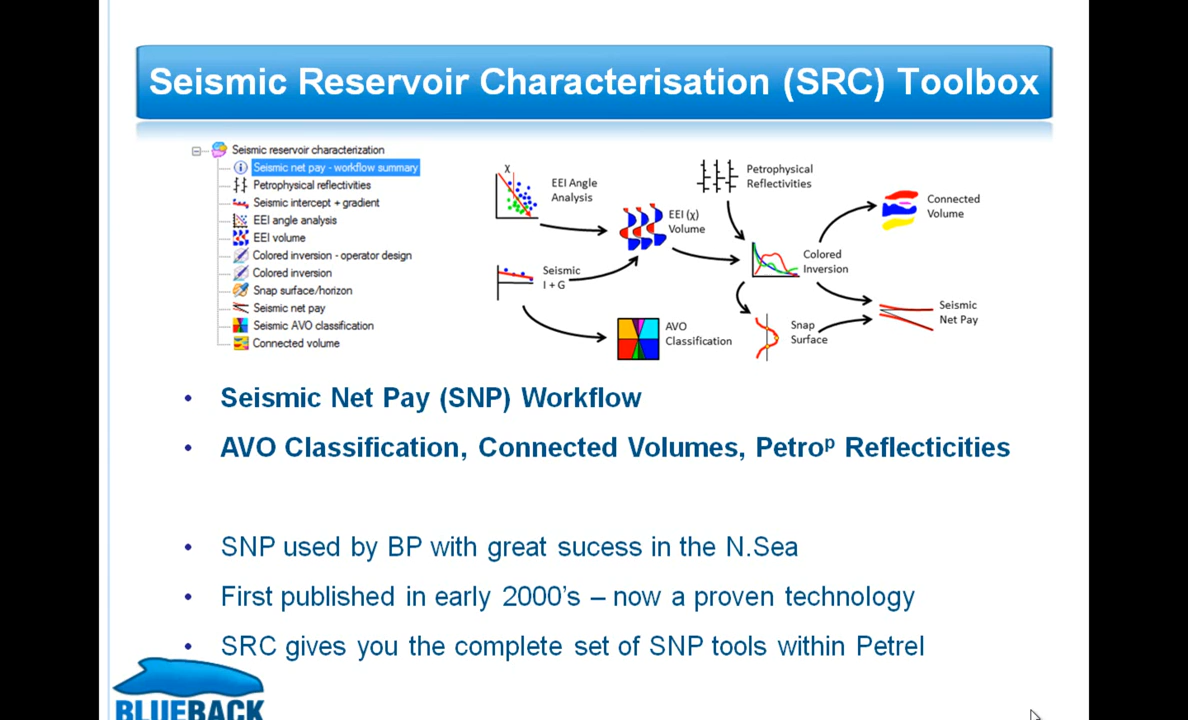 Seismic Reservoir Characterisation (SRC) Toolbox
Seismic reservoir characterization
Seismic net pay - workflow summary
Petrophysical reflectivities
Seismic intercept + gradient
EEI angle analysis
EEI volume
Colored inversion - operator design
Colored inversion
Snap surface/horizon
Seismic net pay
Seismic AVO classification
Connected volume
X
EEI Angle
Analysis
Petrophysical
Reflectivities
EEI (χ)
Volume
Connected
Volume
Seismic
I + G
Colored
Inversion
AVO
Classification
Snap
Surface
Seismic
Net Pay
• Seismic Net Pay (SNP) Workflow
• AVO Classification, Connected Volumes, Petroᵖ Reflecticities
• SNP used by BP with great sucess in the N.Sea
• First published in early 2000's – now a proven technology
• SRC gives you the complete set of SNP tools within Petrel
BLUEBACK